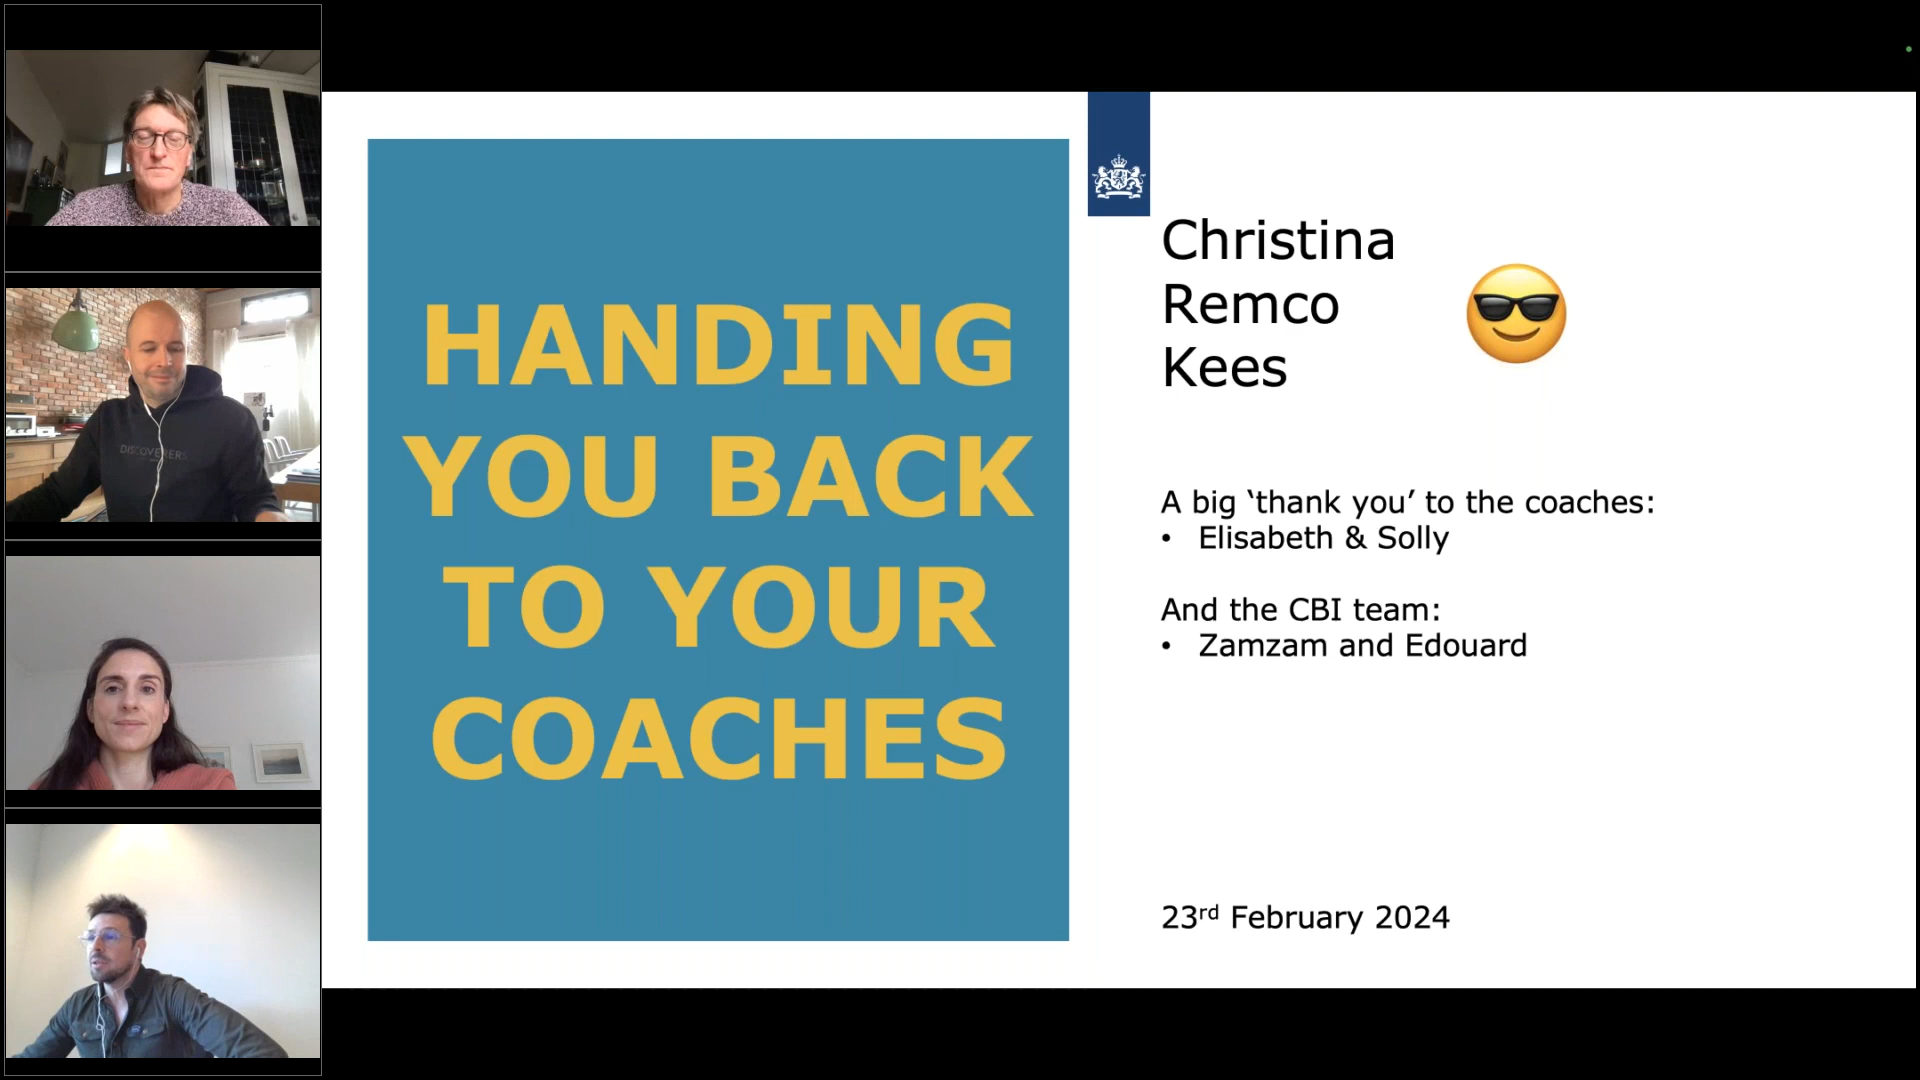 HANDING
YOU BACK
TO YOUR
COACHES
Christina
Remco
Kees
A big ‘thank you’ to the coaches:
• Elisabeth & Solly
And the CBI team:
• Zamzam and Edouard
23rd February 2024
DISCOVERERS